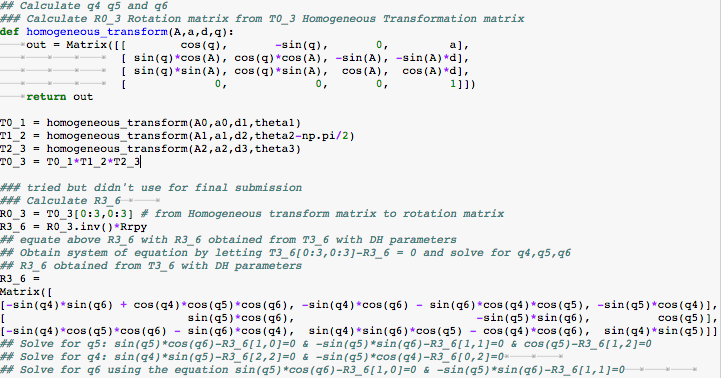 ## Calculate q4 q5 and q6
### Calculate R0_3 Rotation matrix from T0_3 Homogeneous Transformation matrix
def homogeneous_transform(A,a,d,q):
out = Matrix([[ cos(q), -sin(q), 0, a],
[ sin(q)*cos(A), cos(q)*cos(A), -sin(A), -sin(A)*d],
[ sin(q)*sin(A), cos(q)*sin(A), cos(A), cos(A)*d],
[ 0, 0, 0, 1]])
return out
T0_1 = homogeneous_transform(A0,a0,d1,theta1)
T1_2 = homogeneous_transform(A1,a1,d2,theta2-np.pi/2)
T2_3 = homogeneous_transform(A2,a2,d3,theta3)
T0_3 = T0_1*T1_2*T2_3
### tried but didn't use for final submission
### Calculate R3_6
R0_3 = T0_3[0:3,0:3] # from Homogeneous transform matrix to rotation matrix
R3_6 = R0_3.inv()*Rrpy
## equate above R3_6 with R3_6 obtained from T3_6 with DH parameters
## Obtain system of equation by letting T3_6[0:3,0:3]-R3_6 = 0 and solve for q4,q5,q6
## R3_6 obtained from T3_6 with DH parameters
R3_6 =
Matrix([
[-sin(q4)*sin(q6) + cos(q4)*cos(q5)*cos(q6), -sin(q4)*cos(q6) - sin(q6)*cos(q4)*cos(q5), -sin(q5)*cos(q4)],
[ sin(q5)*cos(q6), -sin(q5)*sin(q6), cos(q5)],
[-sin(q4)*cos(q5)*cos(q6) - sin(q6)*cos(q4), sin(q4)*sin(q6)*cos(q5) - cos(q4)*cos(q6), sin(q4)*sin(q5)]]
## Solve for q5: sin(q5)*cos(q6)-R3_6[1,0]=0 & -sin(q5)*sin(q6)-R3_6[1,1]=0 & cos(q5)-R3_6[1,2]=0
## Solve for q4: sin(q4)*sin(q5)-R3_6[2,2]=0 & -sin(q5)*cos(q4)-R3_6[0,2]=0
## Solve for q6 using the equation sin(q5)*cos(q6)-R3_6[1,0]=0 & -sin(q5)*sin(q6)-R3_6[1,1]=0